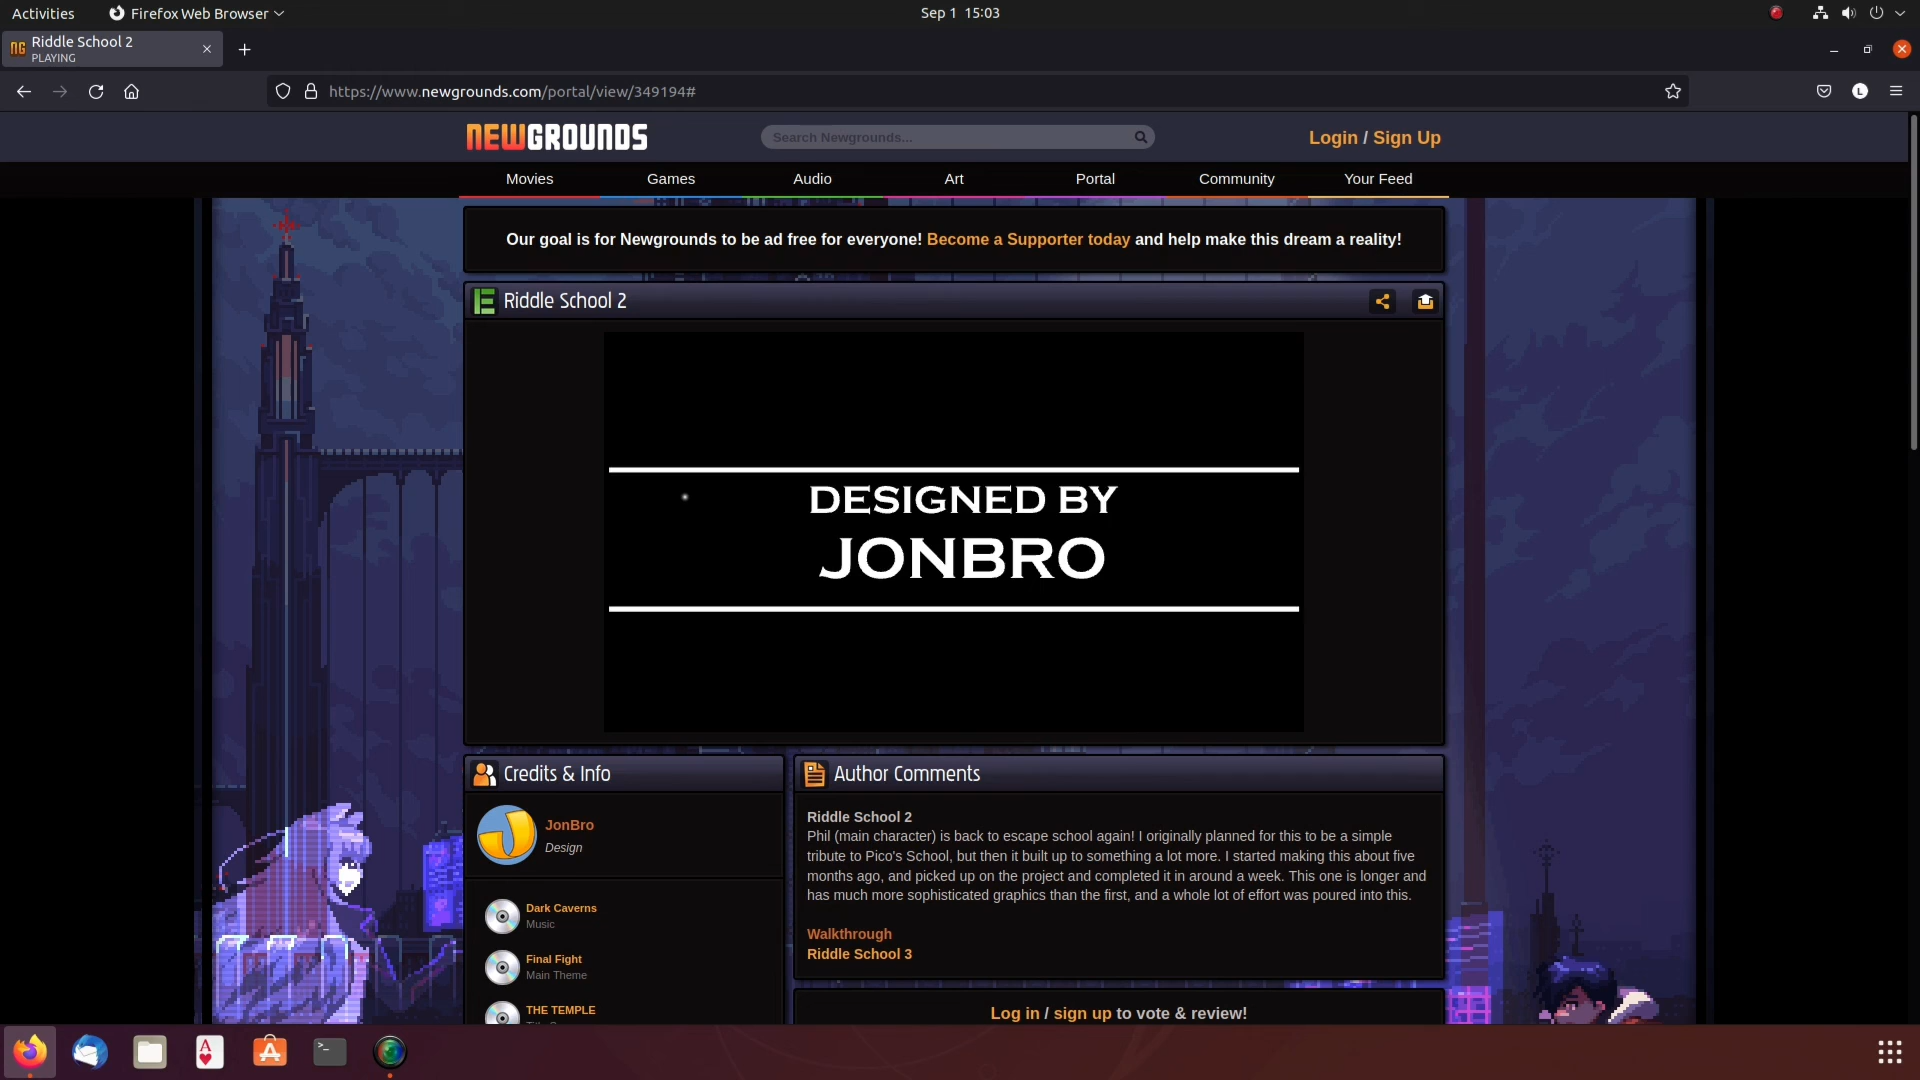 Activities
Firefox Web Browser
Sep 1 15:03
NG
Riddle School 2
PLAYING
https://www.newgrounds.com/portal/view/349194#
L
NEWGROUNDS
Search Newgrounds...
Login / Sign Up
Movies
Games
Audio
Art
Portal
Community
Your Feed
Our goal is for Newgrounds to be ad free for everyone! Become a Supporter today and help make this dream a reality!
E
Riddle School 2
DESIGNED BY
JONBRO
Credits & Info
JonBro
Design
Dark Caverns
Music
Final Fight
Main Theme
THE TEMPLE
Author Comments
Riddle School 2
Phil (main character) is back to escape school again! I originally planned for this to be a simple
tribute to Pico's School, but then it built up to something a lot more. I started making this about five
months ago, and picked up on the project and completed it in around a week. This one is longer and
has much more sophisticated graphics than the first, and a whole lot of effort was poured into this.
Walkthrough
Riddle School 3
Log in / sign up to vote & review!
A
>_